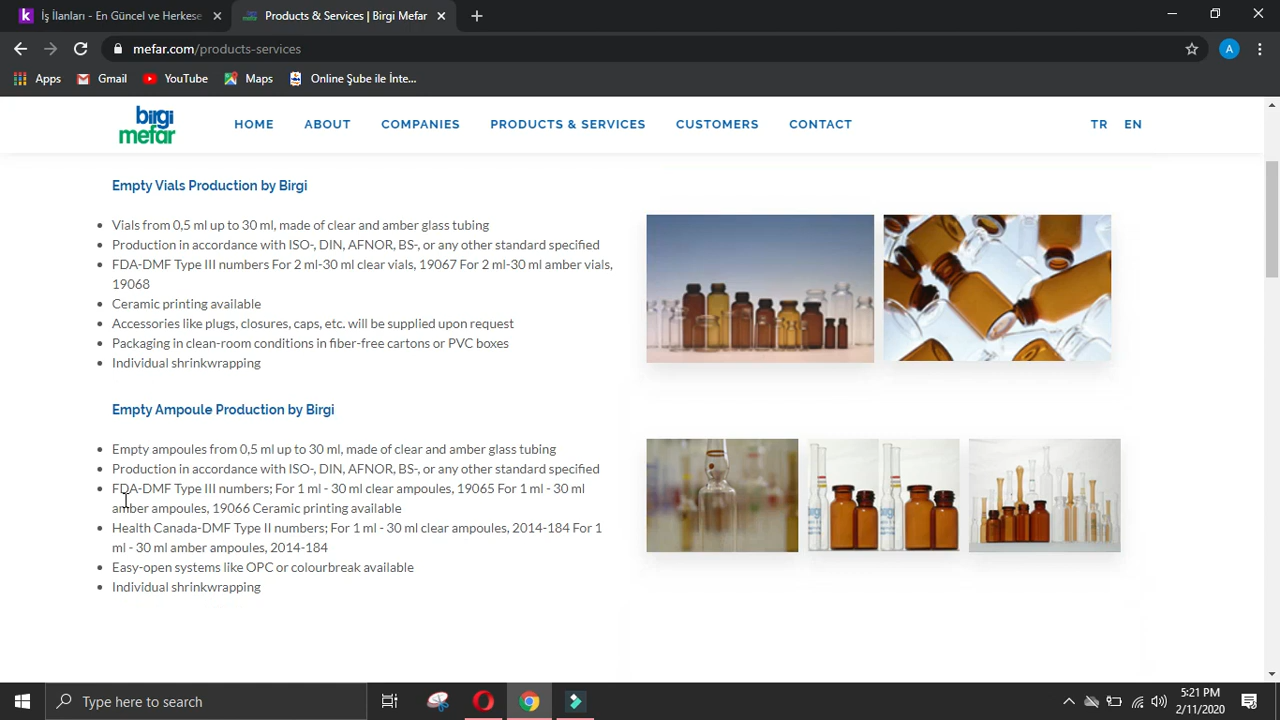 İş İlanları - En Güncel ve Herkese
Products & Services | Birgi Mefar
mefar.com/products-services
A
Apps
Gmail
YouTube
Maps
Online Şube ile İnte...
birgi
mefar
HOME
ABOUT
COMPANIES
PRODUCTS & SERVICES
CUSTOMERS
CONTACT
TR
EN
Empty Vials Production by Birgi
Vials from 0,5 ml up to 30 ml, made of clear and amber glass tubing
Production in accordance with ISO-, DIN, AFNOR, BS-, or any other standard specified
FDA-DMF Type III numbers For 2 ml-30 ml clear vials, 19067 For 2 ml-30 ml amber vials,
19068
Ceramic printing available
Accessories like plugs, closures, caps, etc. will be supplied upon request
Packaging in clean-room conditions in fiber-free cartons or PVC boxes
Individual shrinkwrapping
Empty Ampoule Production by Birgi
Empty ampoules from 0,5 ml up to 30 ml, made of clear and amber glass tubing
Production in accordance with ISO-, DIN, AFNOR, BS-, or any other standard specified
FDA-DMF Type III numbers; For 1 ml - 30 ml clear ampoules, 19065 For 1 ml - 30 ml
amber ampoules, 19066 Ceramic printing available
Health Canada-DMF Type II numbers; For 1 ml - 30 ml clear ampoules, 2014-184 For 1
ml - 30 ml amber ampoules, 2014-184
Easy-open systems like OPC or colourbreak available
Individual shrinkwrapping
Type here to search
5:21 PM
2/11/2020